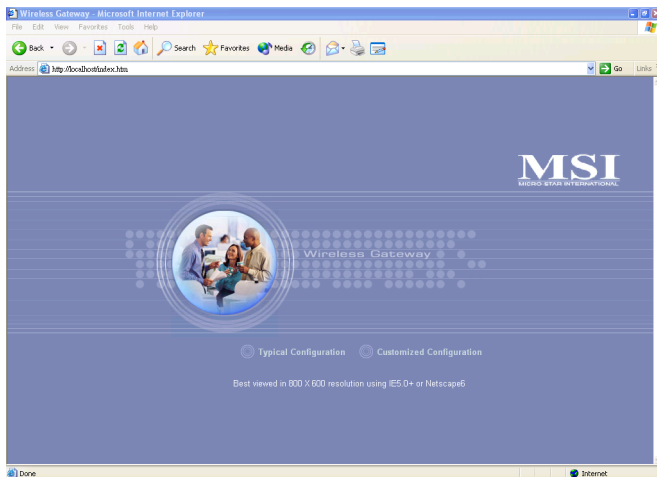 Wireless Gateway - Microsoft Internet Explorer
File Edit View Favorites Tools Help
Back Search Favorites Media
Address http://localhost/index.htm Go Links
MSI
MICRO STAR INTERNATIONAL
Wireless Gateway
Typical Configuration Customized Configuration
Best viewed in 800 X 600 resolution using IE5.0+ or Netscape6
Done Internet